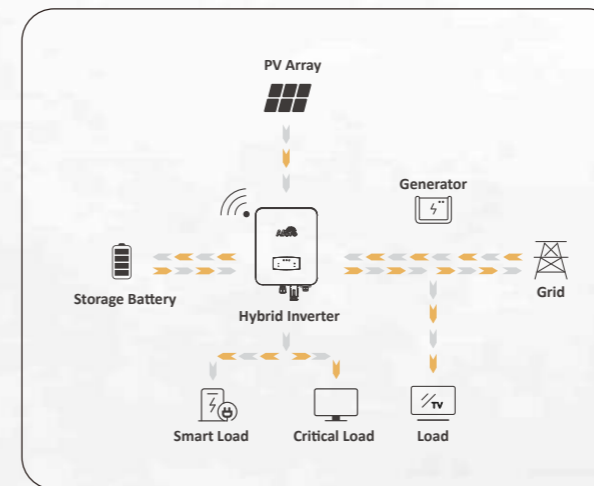 PV Array
Generator
Storage Battery
Hybrid Inverter
Grid
TV
Smart Load
Critical Load
Load